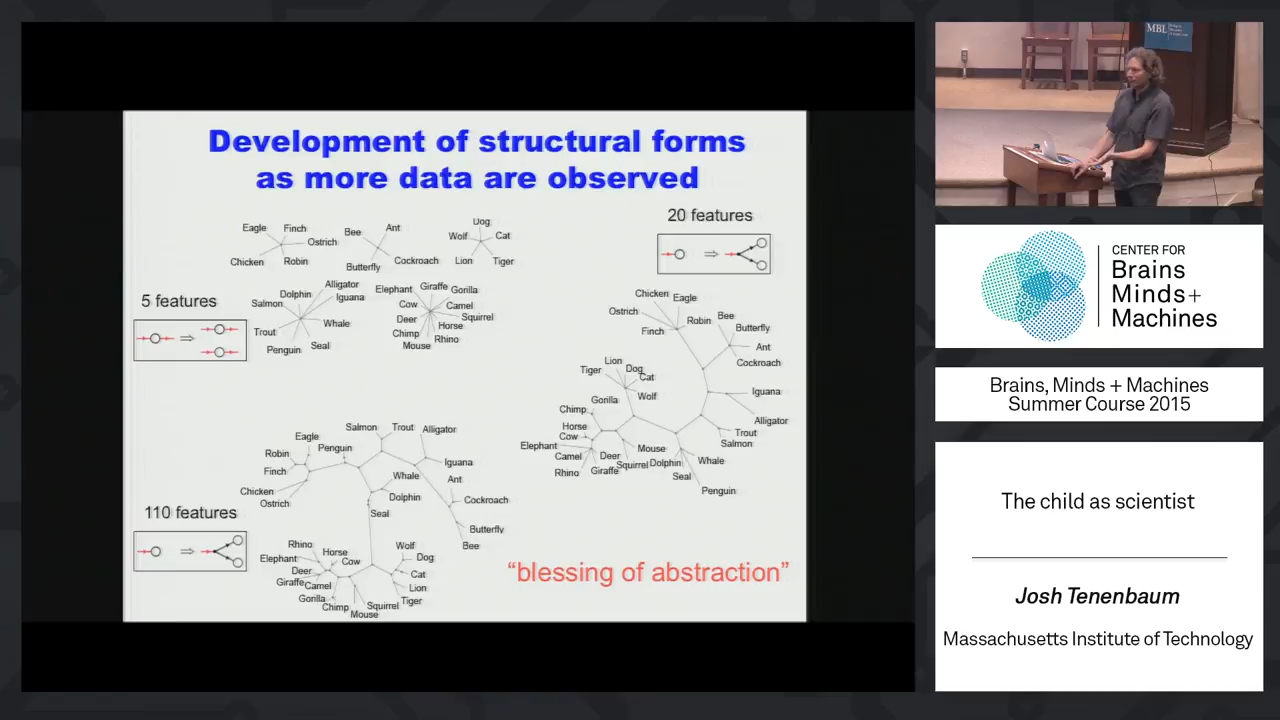 Development of structural forms
as more data are observed
Eagle
Finch
Ostrich
Chicken
Robin
Bee
Ant
Butterfly
Cockroach
Dog
Wolf
Cat
Lion
Tiger
5 features
Dolphin
Alligator
Salmon
Iguana
Trout
Whale
Penguin
Seal
Elephant
Giraffe
Gorilla
Cow
Camel
Deer
Squirrel
Chimp
Horse
Mouse
Rhino
20 features
Chicken
Eagle
Ostrich
Robin
Bee
Finch
Butterfly
Ant
Cockroach
Lion
Dog
Tiger
Cat
Wolf
Iguana
Gorilla
Chimp
Alligator
Horse
Cow
Trout
Salmon
Elephant
Mouse
Camel
Deer
Squirrel
Dolphin
Whale
Rhino
Giraffe
Seal
Penguin
110 features
Salmon
Trout
Alligator
Eagle
Penguin
Robin
Finch
Iguana
Whale
Ant
Chicken
Dolphin
Cockroach
Ostrich
Seal
Butterfly
Bee
Rhino
Horse
Wolf
Elephant
Cow
Dog
Deer
Cat
Giraffe
Camel
Lion
Gorilla
Chimp
Squirrel
Tiger
Mouse
"blessing of abstraction"
MBL
CENTER FOR
Brains
Minds+
Machines
Brains, Minds + Machines
Summer Course 2015
The child as scientist
Josh Tenenbaum
Massachusetts Institute of Technology